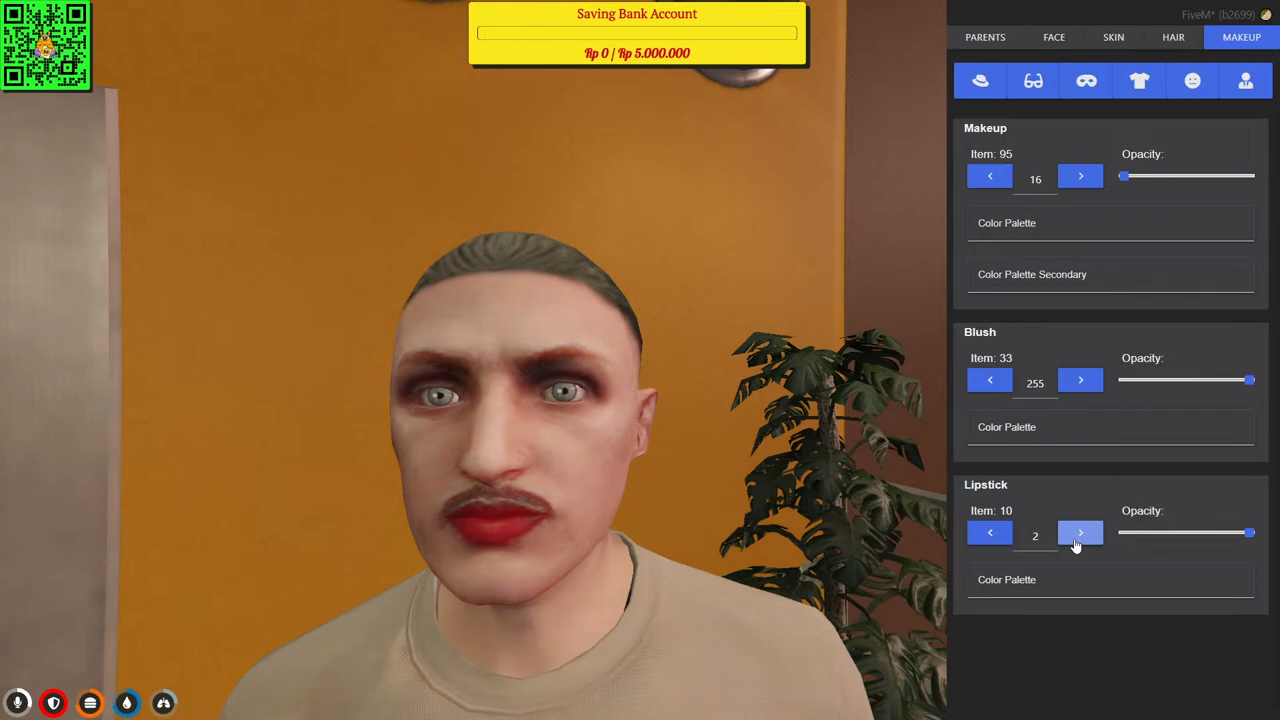 Saving Bank Account
Rp 0 / Rp 5.000.000
FiveM* (b2699)
PARENTS
FACE
SKIN
HAIR
MAKEUP
Makeup
Item: 95
Opacity:
<
16
>
Color Palette
Color Palette Secondary
Blush
Item: 33
Opacity:
<
255
>
Color Palette
Lipstick
Item: 10
Opacity:
<
2
>
Color Palette